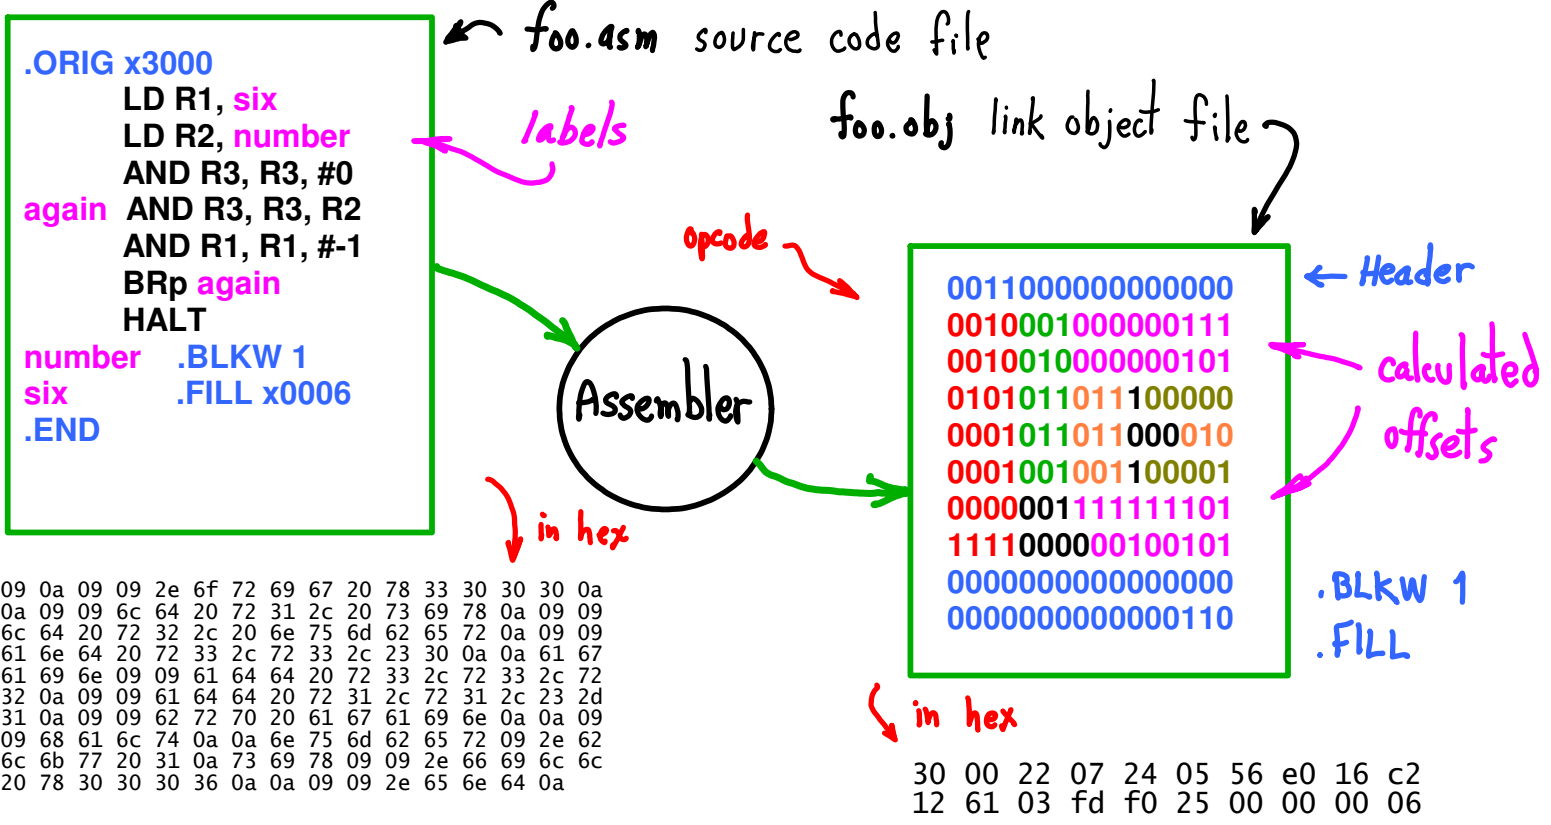 foo.asm source code file
.ORIG x3000
LD R1, six
LD R2, number
AND R3, R3, #0
again AND R3, R3, R2
AND R1, R1, #-1
BRp again
HALT
number .BLKW 1
six .FILL x0006
.END
labels
foo.obj link object file
opcode
Assembler
0011000000000000
0010001000000111
0010010000000101
0101011011100000
0001011011000010
0001001001100001
0000001111111101
1111000000100101
0000000000000000
0000000000000110
Header
calculated
offsets
.BLKW 1
.FILL
in hex
09 0a 09 09 2e 6f 72 69 67 20 78 33 30 30 30 0a
0a 09 09 6c 64 20 72 31 2c 20 73 69 78 0a 09 09
6c 64 20 72 32 2c 20 6e 75 6d 62 65 72 0a 09 09
61 6e 64 20 72 33 2c 72 33 2c 23 30 0a 0a 61 67
61 69 6e 09 09 61 64 64 20 72 33 2c 72 33 2c 72
32 0a 09 09 61 64 64 20 72 31 2c 72 31 2c 23 2d
31 0a 09 09 62 72 70 20 61 67 61 69 6e 0a 0a 09
09 68 61 6c 74 0a 0a 6e 75 6d 62 65 72 09 2e 62
6c 6b 77 20 31 0a 73 69 78 09 09 2e 66 69 6c 6c
20 78 30 30 30 36 0a 0a 09 09 2e 65 6e 64 0a
in hex
30 00 22 07 24 05 56 e0 16 c2
12 61 03 fd f0 25 00 00 00 06